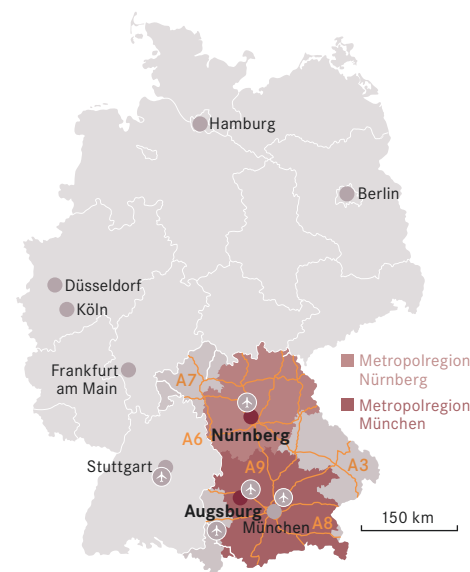 Hamburg
Berlin
Düsseldorf
Köln
Frankfurt
am Main
A7
Metropolregion
Nürnberg
Metropolregion
München
A6
Nürnberg
Stuttgart
A9
A3
Augsburg
München
A8
150 km